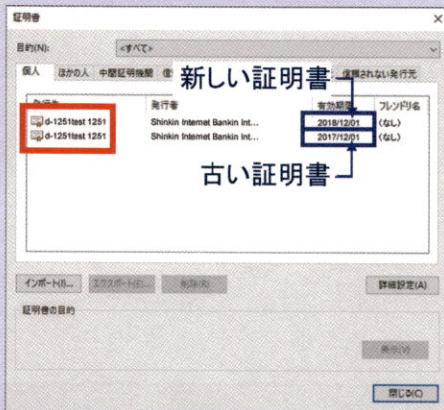 証明書
目的(N):
<すべて>
個人 ほかの人 中間証明機関 信 信頼されない発行元
新しい証明書
発行先 発行者 有効期限 フレンドリ名
d-1251test 1251 Shinkin Internet Bankin Int... 2018/12/01 (なし)
d-1251test 1251 Shinkin Internet Bankin Int... 2017/12/01 (なし)
古い証明書
インポート(I)... エクスポート(E)... 削除(R) 詳細設定(A)
証明書の目的
表示(V)
閉じる(C)